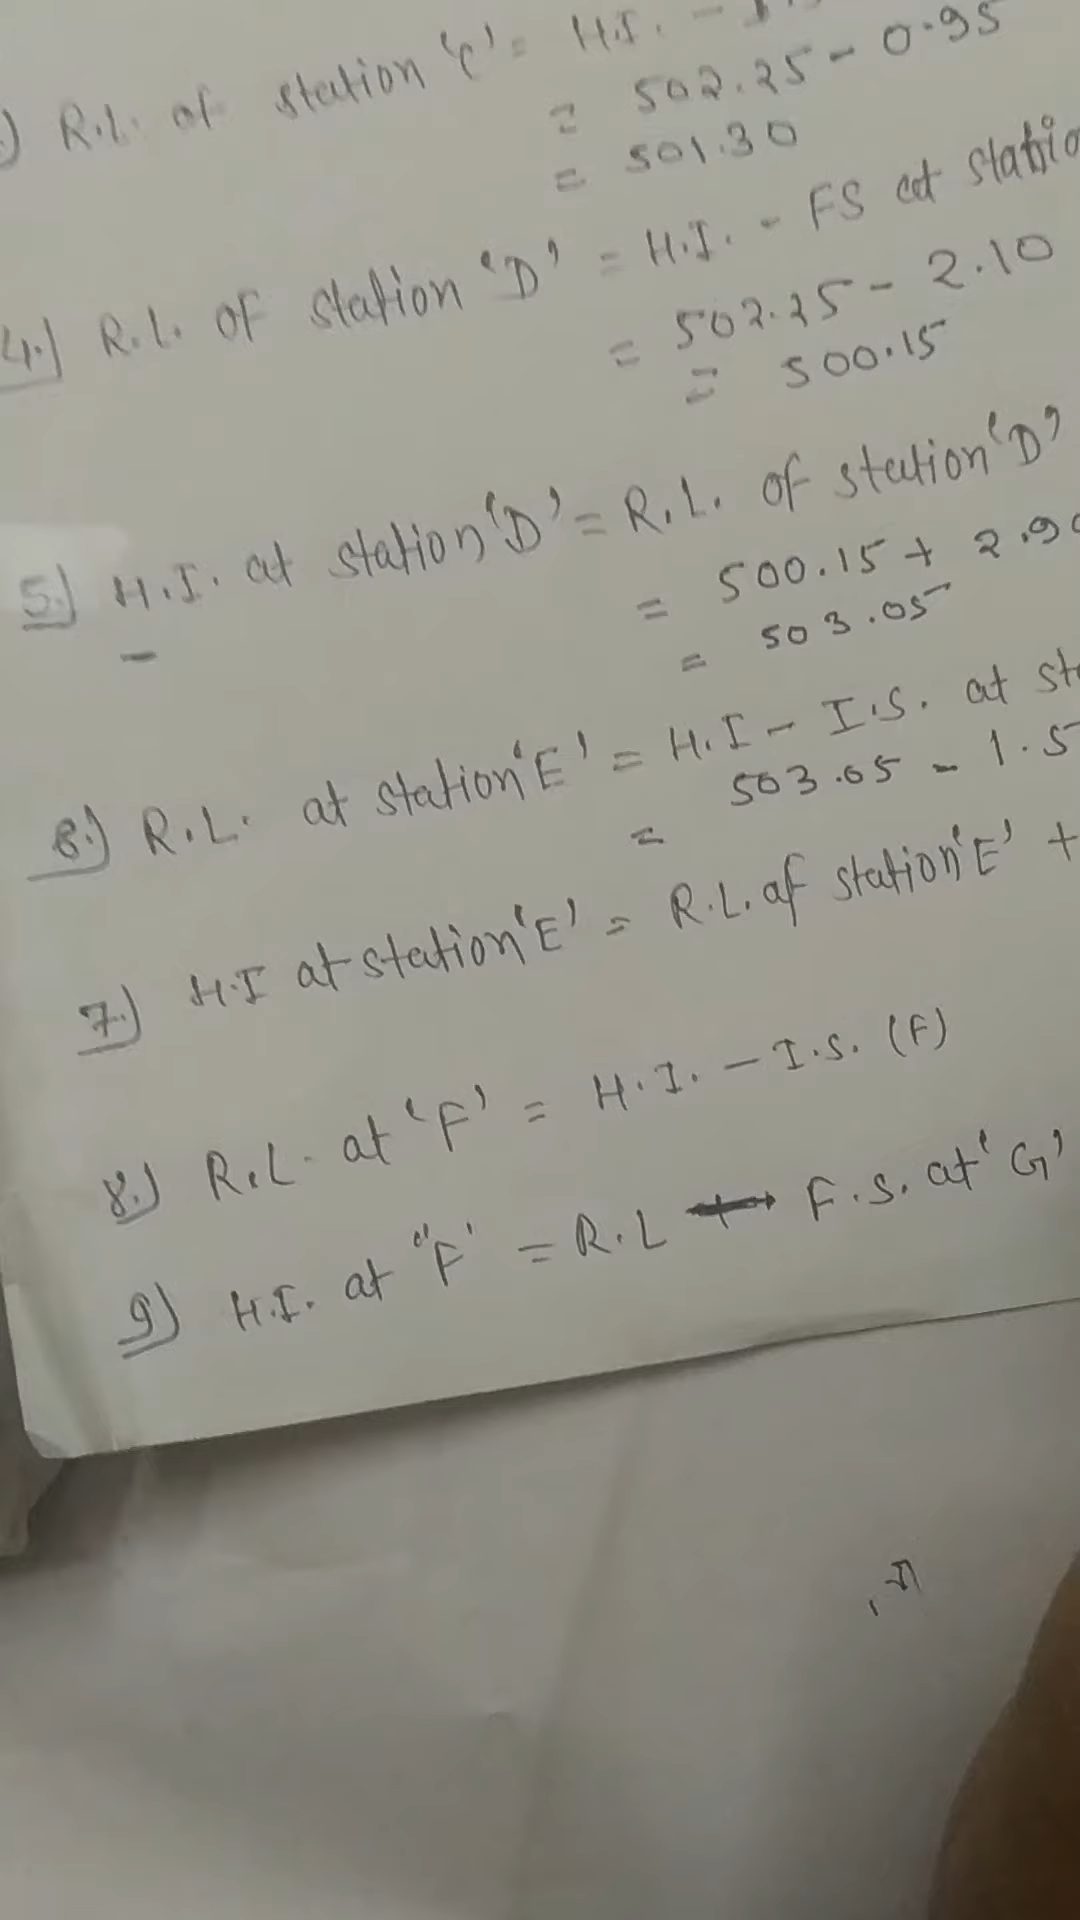 ) R.L. of station 'C' = H.I. -
= 502.25 - 0.95
= 501.30
4.) R.L. OF station 'D' = H.I. - FS at statio
= 502.25 - 2.10
= 500.15
5.) H.I. at station 'D' = R.L. of station 'D'
= 500.15 + 2.90
= 503.05
6.) R.L. at station 'E' = H.I - I.S. at sta
= 503.05 - 1.5
7.) H.I at station 'E' = R.L. of station 'E' +
8.) R.L. at 'F' = H.I. - I.S. (F)
9) H.I. at "F' = R.L F.S. at 'G'